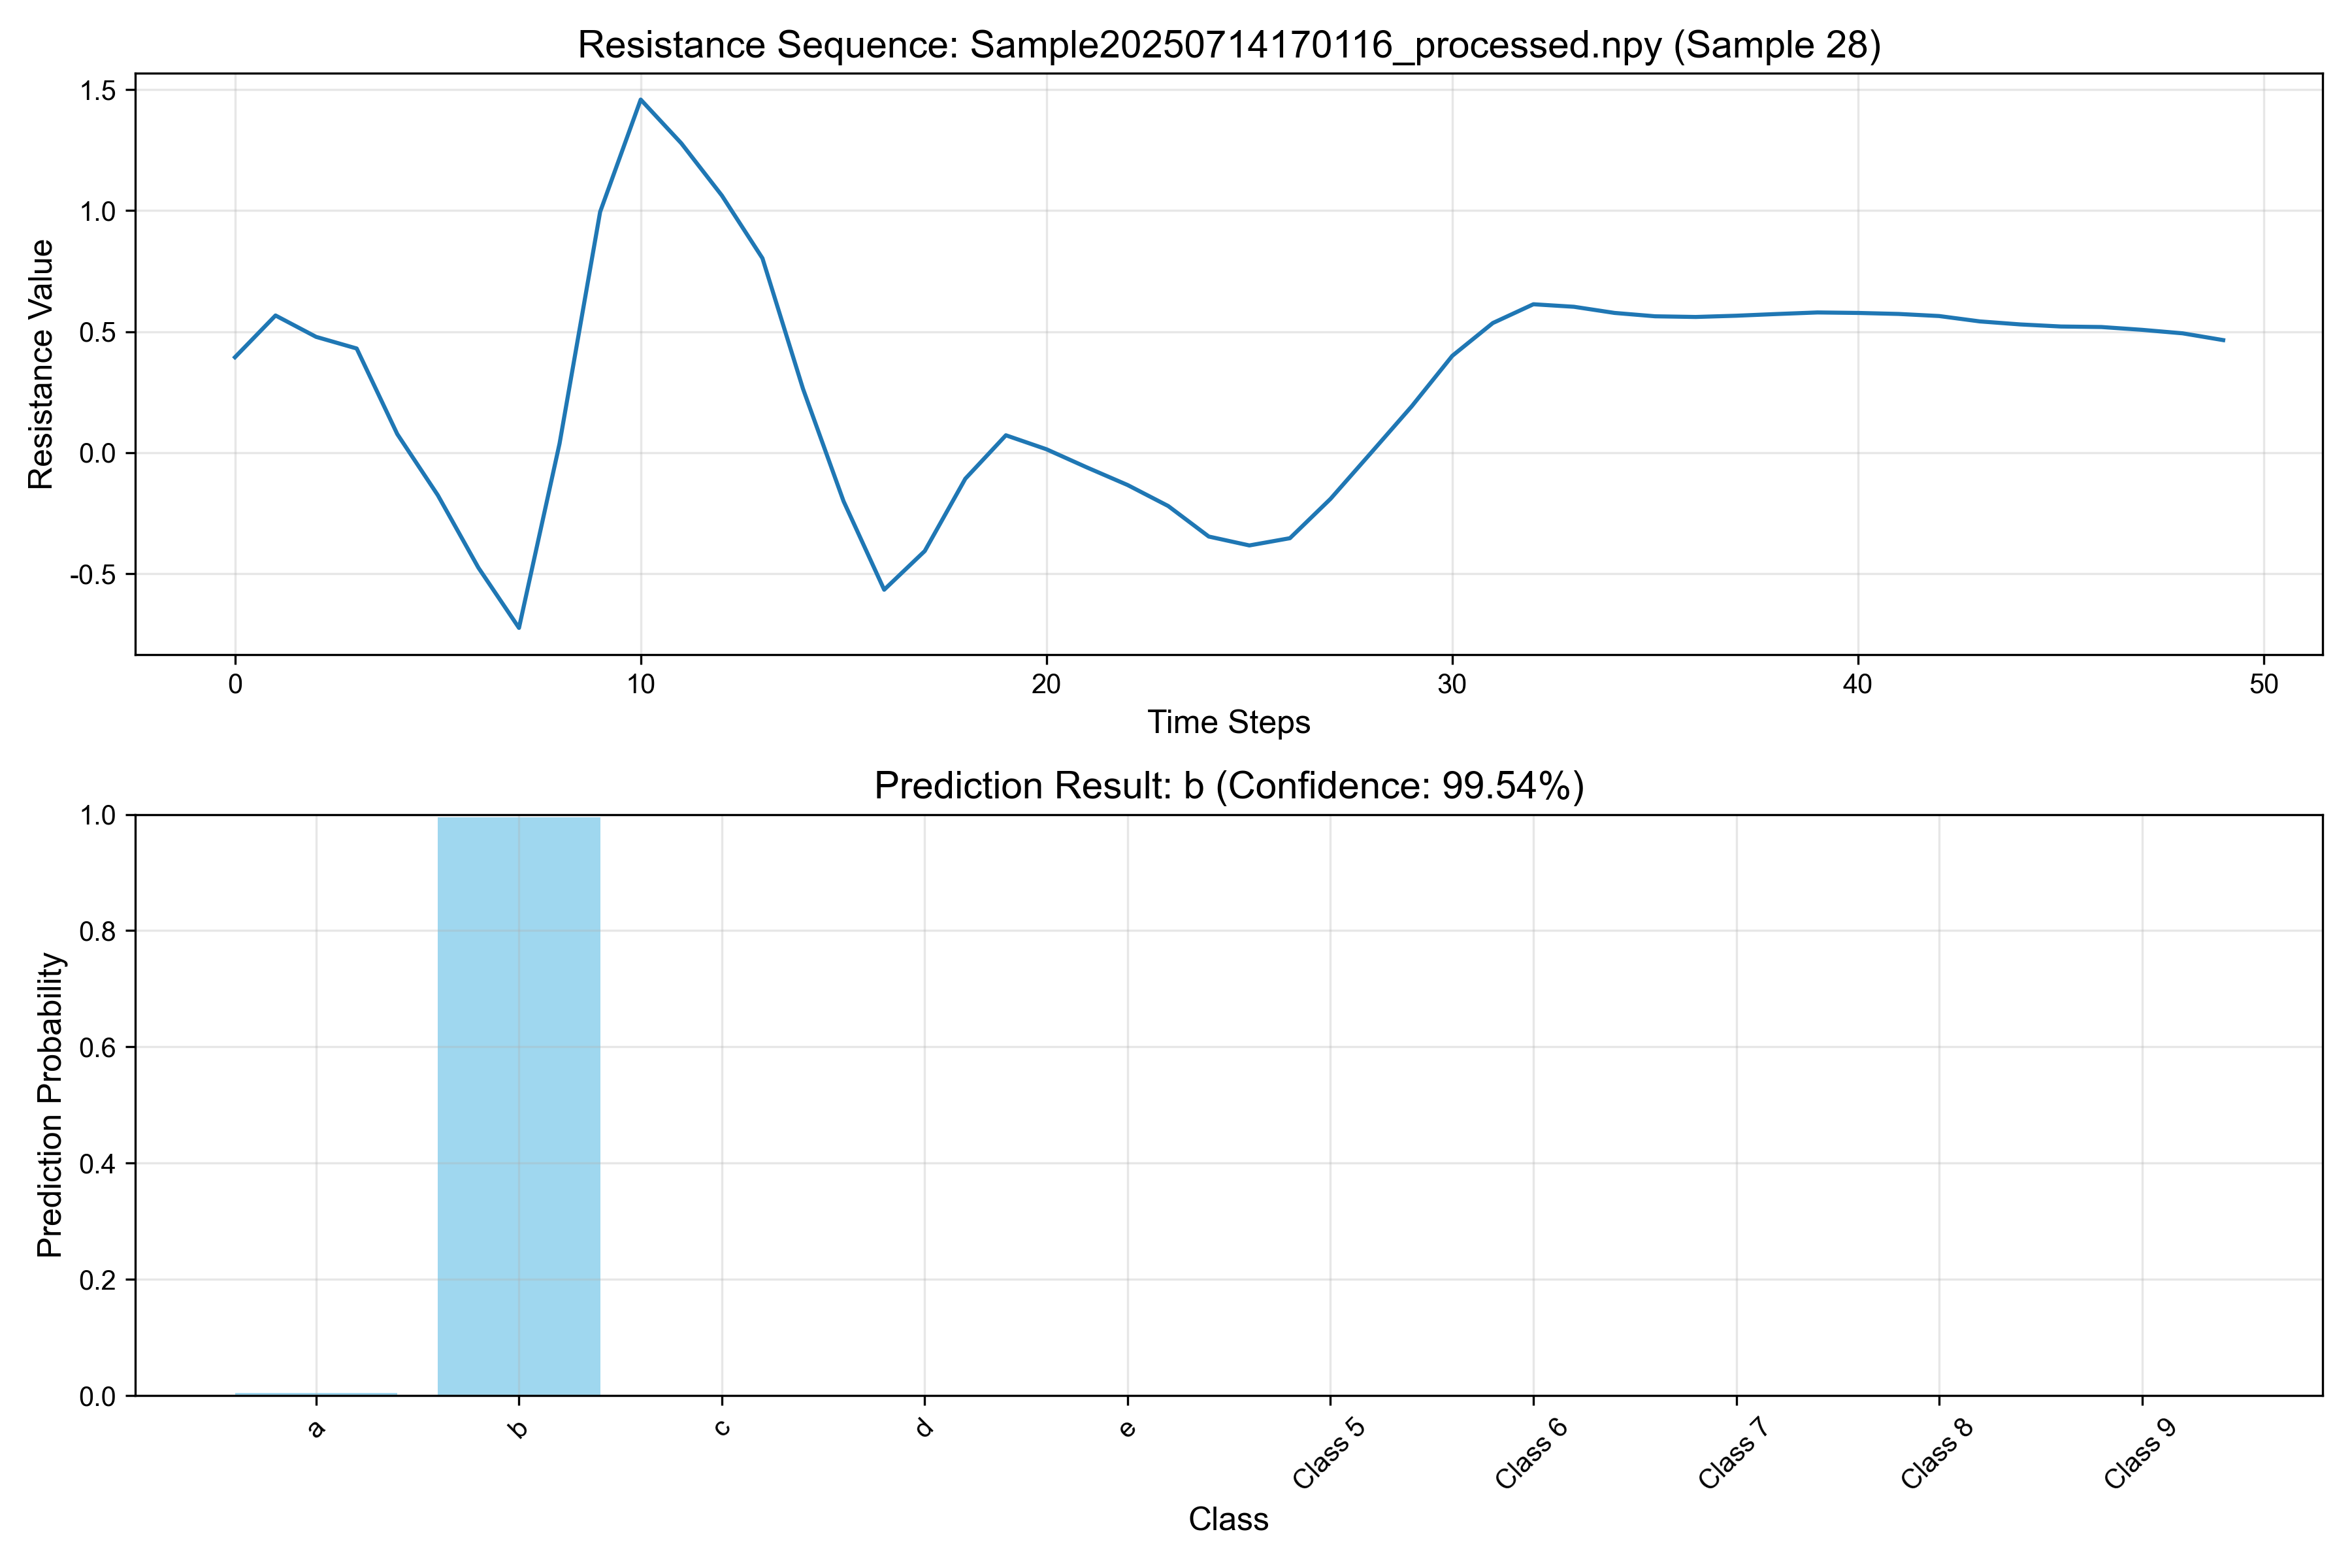 Resistance Sequence: Sample20250714170116_processed.npy (Sample 28)
1.5
1.0
0.5
0.0
-0.5
Resistance Value
0 10 20 30 40 50
Time Steps
Prediction Result: b (Confidence: 99.54%)
1.0
0.8
0.6
0.4
0.2
0.0
Prediction Probability
a b c d e Class 5 Class 6 Class 7 Class 8 Class 9
Class